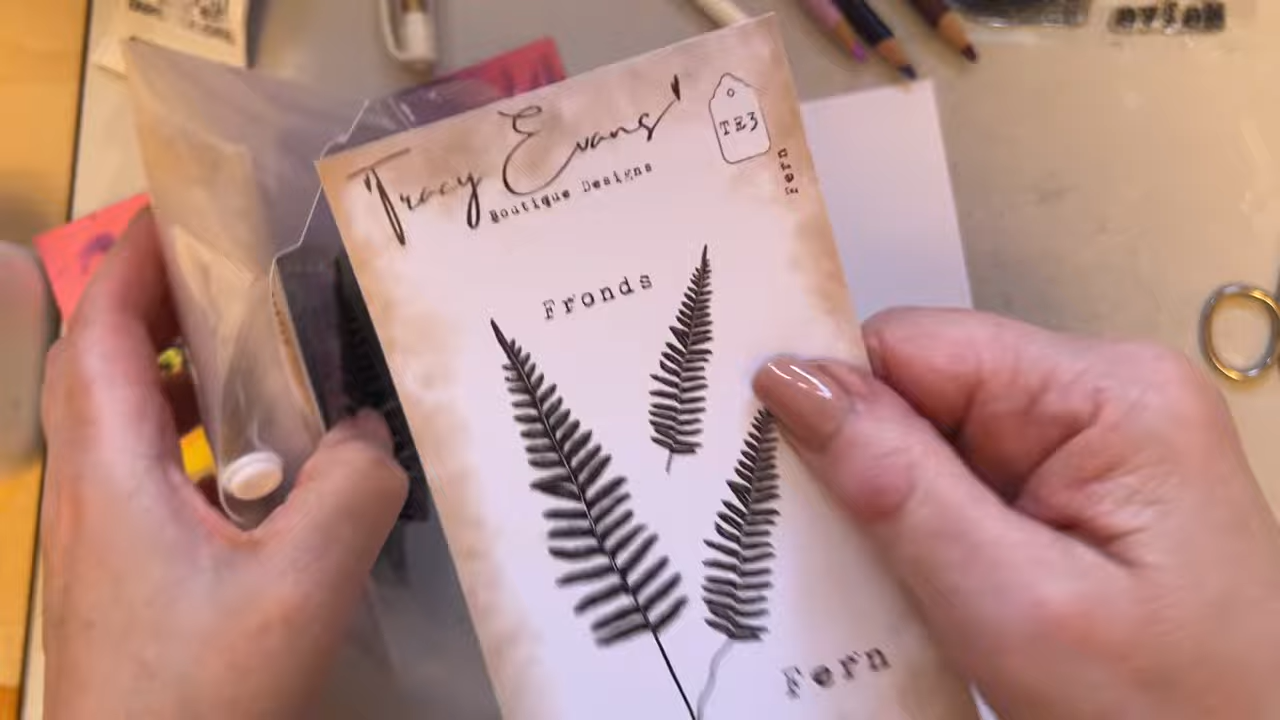 Tracy Evans'
Boutique Designs
TE3
Fern
Fronds
Fern